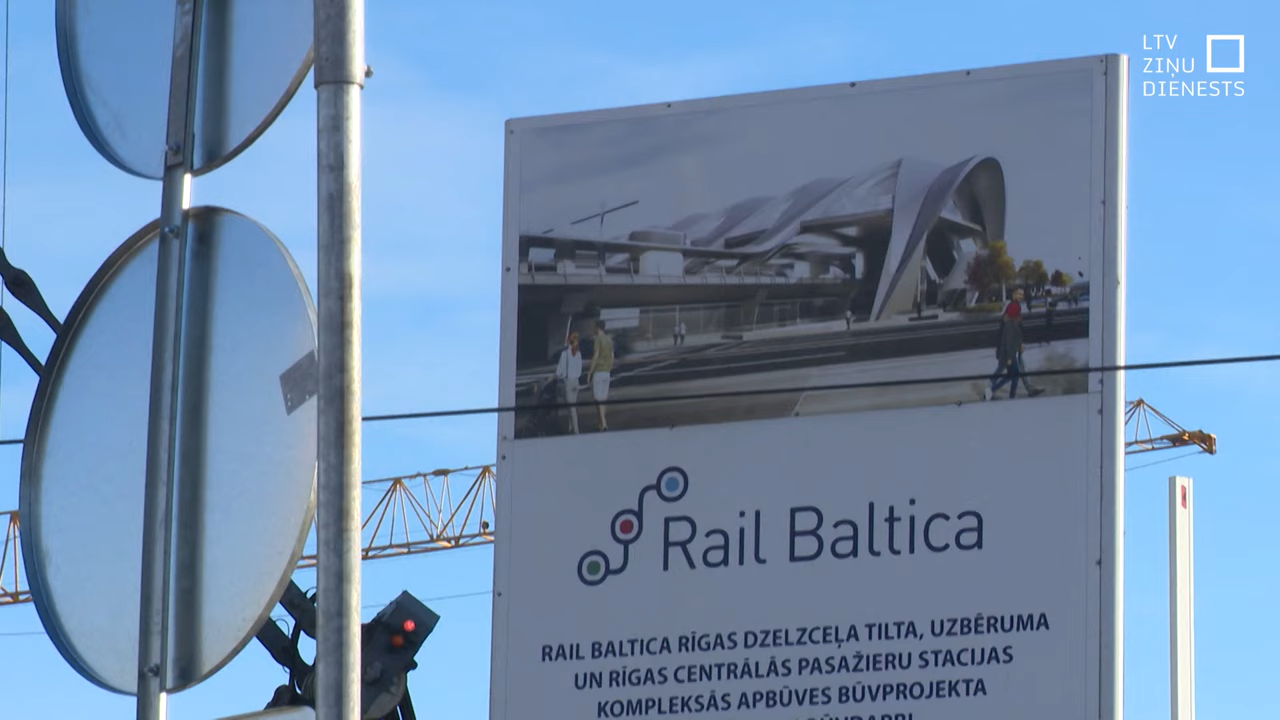 LTV
ZIŅU
DIENESTS
Rail Baltica
RAIL BALTICA RĪGAS DZELZCEĻA TILTA, UZBĒRUMA
UN RĪGAS CENTRĀLĀS PASAŽIERU STACIJAS
KOMPLEKSĀS APBŪVES BŪVPROJEKTA